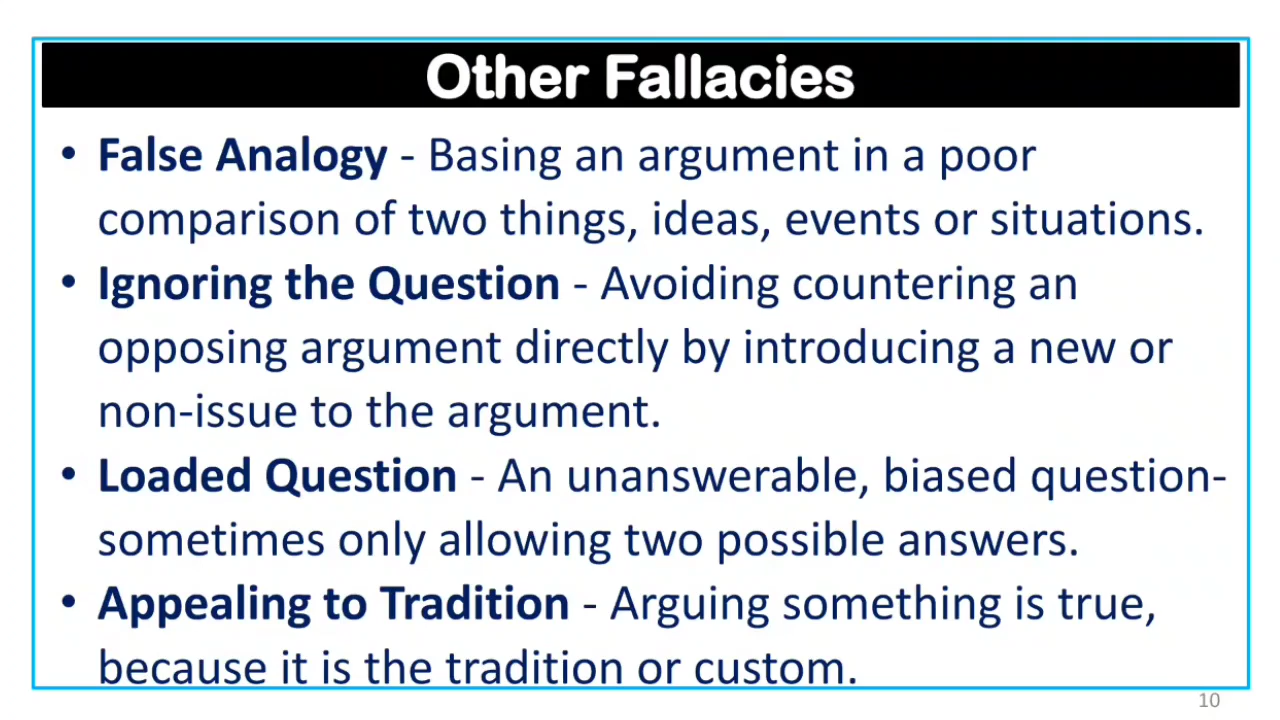 Other Fallacies
• False Analogy - Basing an argument in a poor
comparison of two things, ideas, events or situations.
• Ignoring the Question - Avoiding countering an
opposing argument directly by introducing a new or
non-issue to the argument.
• Loaded Question - An unanswerable, biased question-
sometimes only allowing two possible answers.
• Appealing to Tradition - Arguing something is true,
because it is the tradition or custom.
10